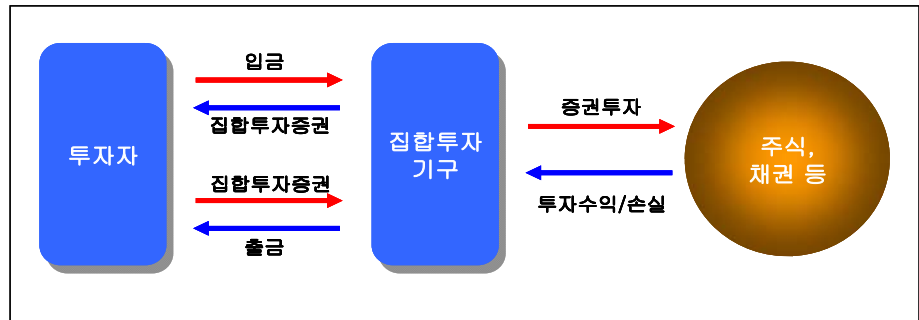 투자자
입금
집합투자증권
집합투자증권
출금
집합투자
기구
증권투자
투자수익/손실
주식,
채권 등